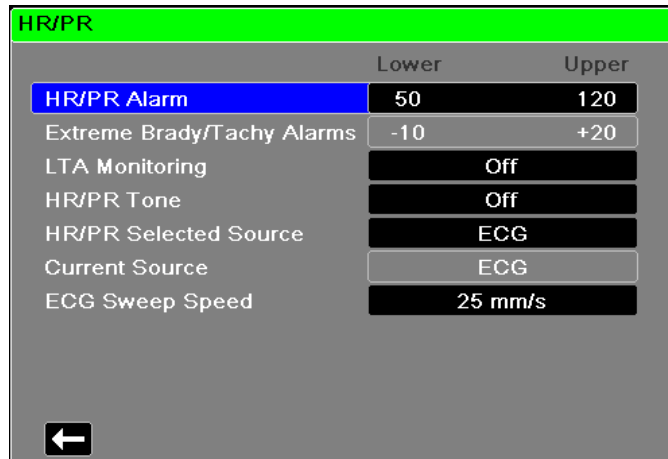 HR/PR
Lower Upper
HR/PR Alarm 50 120
Extreme Brady/Tachy Alarms -10 +20
LTA Monitoring Off
HR/PR Tone Off
HR/PR Selected Source ECG
Current Source ECG
ECG Sweep Speed 25 mm/s